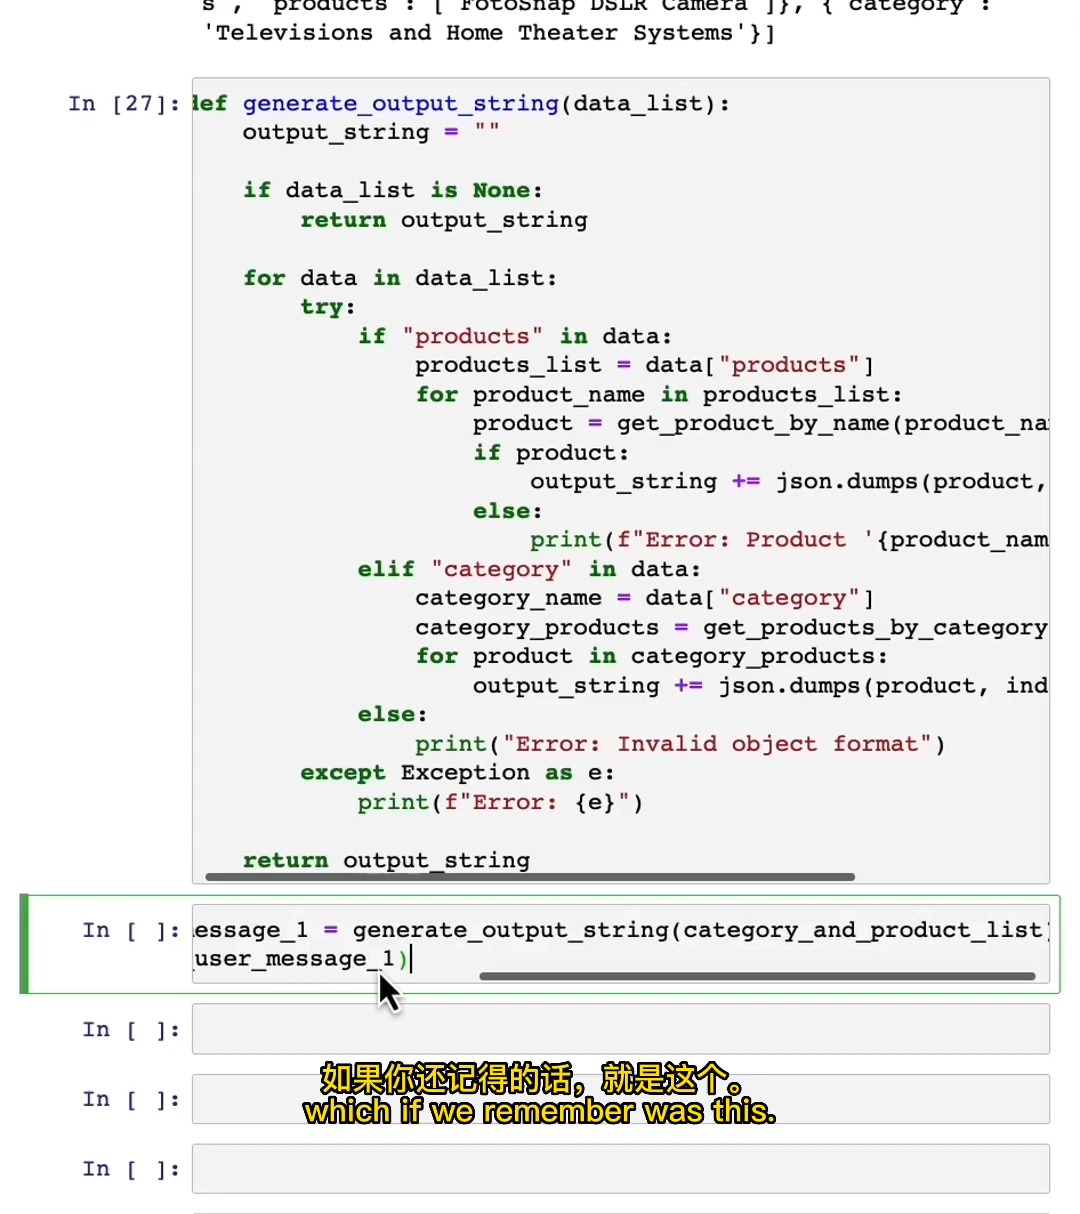 s', 'products': ['FotoSnap DSLR Camera']}, {'category':
'Televisions and Home Theater Systems'}]
In [27]:
def generate_output_string(data_list):
output_string = ""
if data_list is None:
return output_string
for data in data_list:
try:
if "products" in data:
products_list = data["products"]
for product_name in products_list:
product = get_product_by_name(product_na
if product:
output_string += json.dumps(product,
else:
print(f"Error: Product '{product_nam
elif "category" in data:
category_name = data["category"]
category_products = get_products_by_category
for product in category_products:
output_string += json.dumps(product, ind
else:
print("Error: Invalid object format")
except Exception as e:
print(f"Error: {e}")
return output_string
In [ ]:
essage_1 = generate_output_string(category_and_product_list)
_user_message_1)
In [ ]:
如果你还记得的话，就是这个。
In [ ]:
which if we remember was this.
In [ ]: